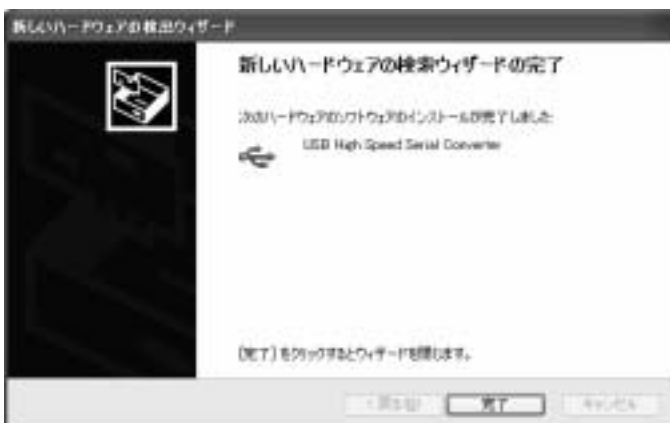 新しいハードウェアの検出ウィザード
新しいハードウェアの検索ウィザードの完了
次のハードウェアのソフトウェアのインストールが完了しました:
USB High Speed Serial Converter
[完了] をクリックするとウィザードを閉じます。
< 戻る(B)
完了
キャンセル